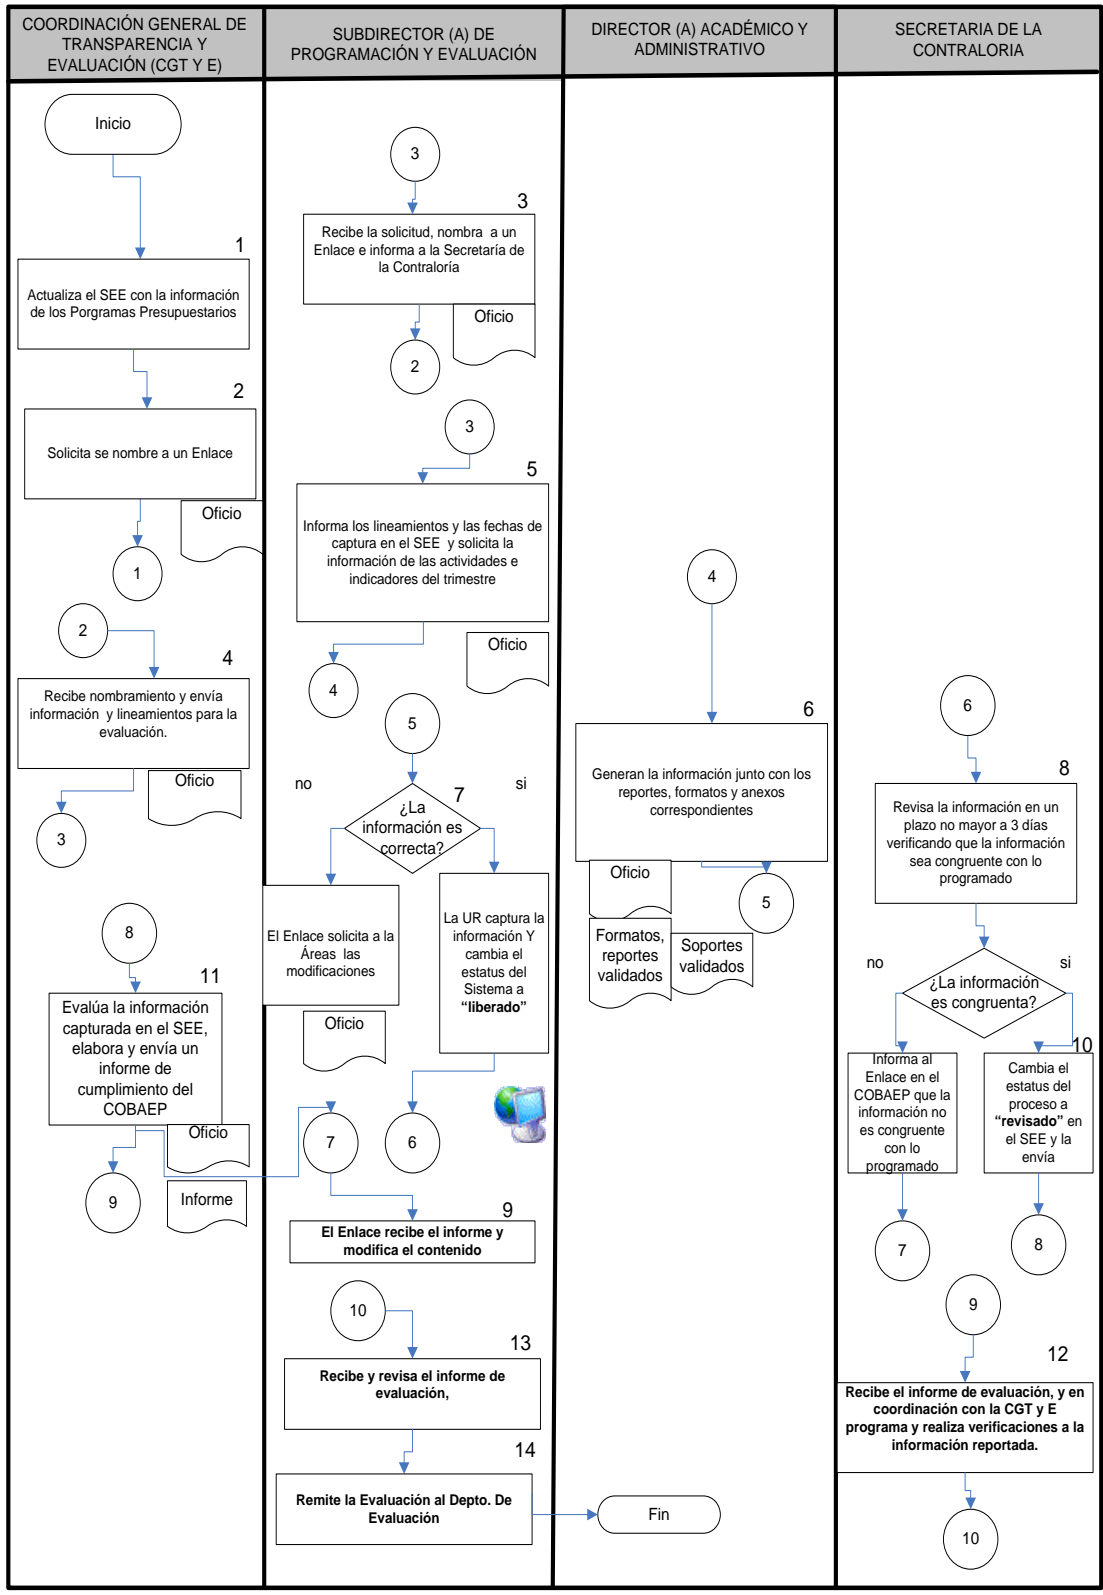 COORDINACIÓN GENERAL DE
TRANSPARENCIA Y
EVALUACIÓN (CGT Y E)
SUBDIRECTOR (A) DE
PROGRAMACIÓN Y EVALUACIÓN
DIRECTOR (A) ACADÉMICO Y
ADMINISTRATIVO
SECRETARIA DE LA
CONTRALORIA
Inicio
1
Actualiza el SEE con la información
de los Porgramas Presupuestarios
2
Solicita se nombre a un Enlace
Oficio
1
2
4
Recibe nombramiento y envía
información y lineamientos para la
evaluación.
Oficio
3
8
11
Evalúa la información
capturada en el SEE,
elabora y envía un
informe de
cumplimiento del
COBAEP
Oficio
Informe
9
3
3
Recibe la solicitud, nombra a un
Enlace e informa a la Secretaría de
la Contraloría
Oficio
2
3
5
Informa los lineamientos y las fechas de
captura en el SEE y solicita la
información de las actividades e
indicadores del trimestre
Oficio
4
5
no
si
7
¿La
información es
correcta?
El Enlace solicita a la
Áreas las
modificaciones
Oficio
La UR captura la
información Y
cambia el
estatus del
Sistema a
“liberado”
7
6
9
El Enlace recibe el informe y
modifica el contenido
10
13
Recibe y revisa el informe de
evaluación,
14
Remite la Evaluación al Depto. De
Evaluación
4
6
Generan la información junto con los
reportes, formatos y anexos
correspondientes
Oficio
5
Formatos,
reportes
validados
Soportes
validados
Fin
6
8
Revisa la información en un
plazo no mayor a 3 días
verificando que la información
sea congruente con lo
programado
no
si
¿La información
es congruenta?
10
Informa al
Enlace en el
COBAEP que la
información no
es congruente
con lo
programado
Cambia el
estatus del
proceso a
“revisado” en
el SEE y la
envía
7
8
9
12
Recibe el informe de evaluación, y en
coordinación con la CGT y E
programa y realiza verificaciones a la
información reportada.
10